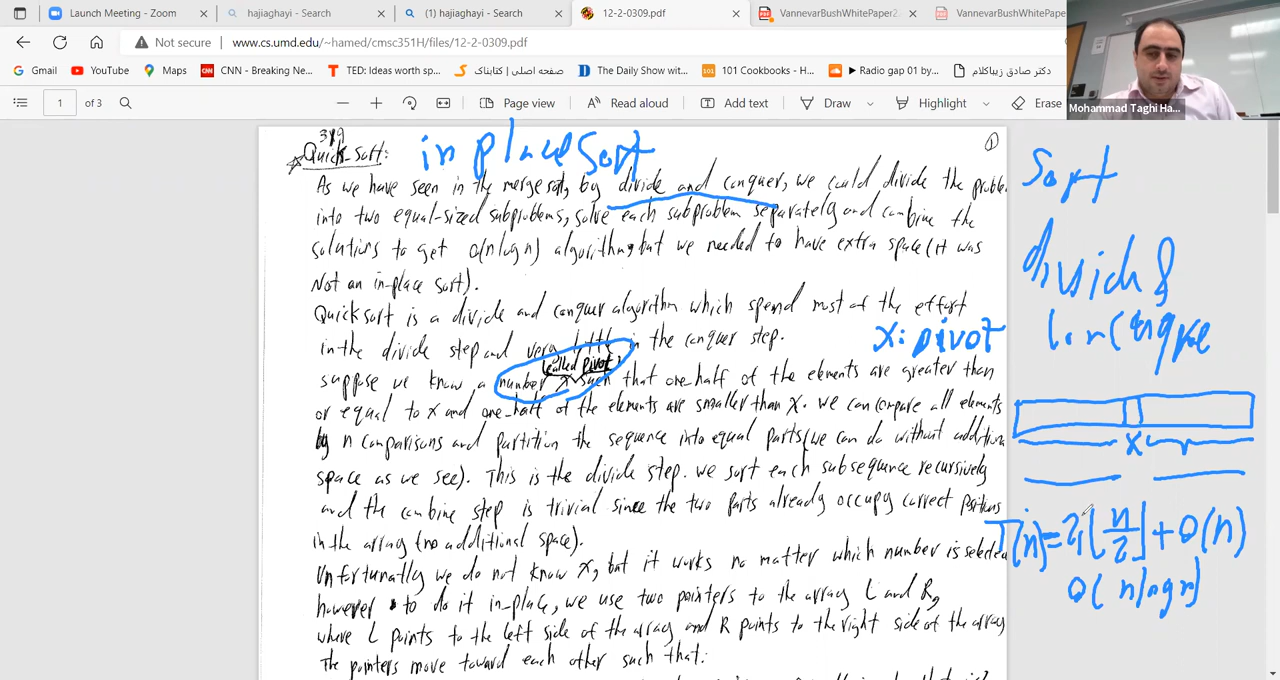 Launch Meeting - Zoom
hajiaghayi - Search
(1) hajiaghayi - Search
12-2-0309.pdf
VannevarBushWhitePaper2
VannevarBushWhitePape
Not secure
www.cs.umd.edu/~hamed/cmsc351H/files/12-2-0309.pdf
Gmail
YouTube
Maps
CNN - Breaking Ne...
TED: Ideas worth sp...
صفحه اصلی | کتابتک
The Daily Show wit...
101 Cookbooks - H...
Radio gap 01 by...
دکتر صادق زیباکلام
1
of 3
Page view
Read aloud
Add text
Draw
Highlight
Erase
Mohammad Taghi Ha...
Quick-sort:
in place Sort
1
As we have seen in the mergesort, by divide and conquer, we could divide the proble
into two equal-sized subproblems, solve each subproblem separately and combine the
solutions to get O(nlogn) algorithm, but we needed to have extra space (it was
Not an in-place sort).
Quicksort is a divide and conquer algorithm which spend most of the effort
in the divide step and very little in the conquer step.
x: pivot
(called pivot)
suppose we know a number x such that one-half of the elements are greater than
or equal to x and one-half of the elements are smaller than x. we can compare all elements
by n comparisons and partition the sequence into equal parts (we can do without addition
space as we see). This is the divide step. we sort each subsequence recursively
and the combine step is trivial since the two parts already occupy correct positions
in the array (no additional space).
Unfortunally we do not know x, but it works no matter which number is selecte
however to do it in-place, we use two pointers to the array L and R,
where L points to the left side of the array and R points to the right side of the array
The pointers move toward each other such that:
Sort
divide &
x
O(n logn)